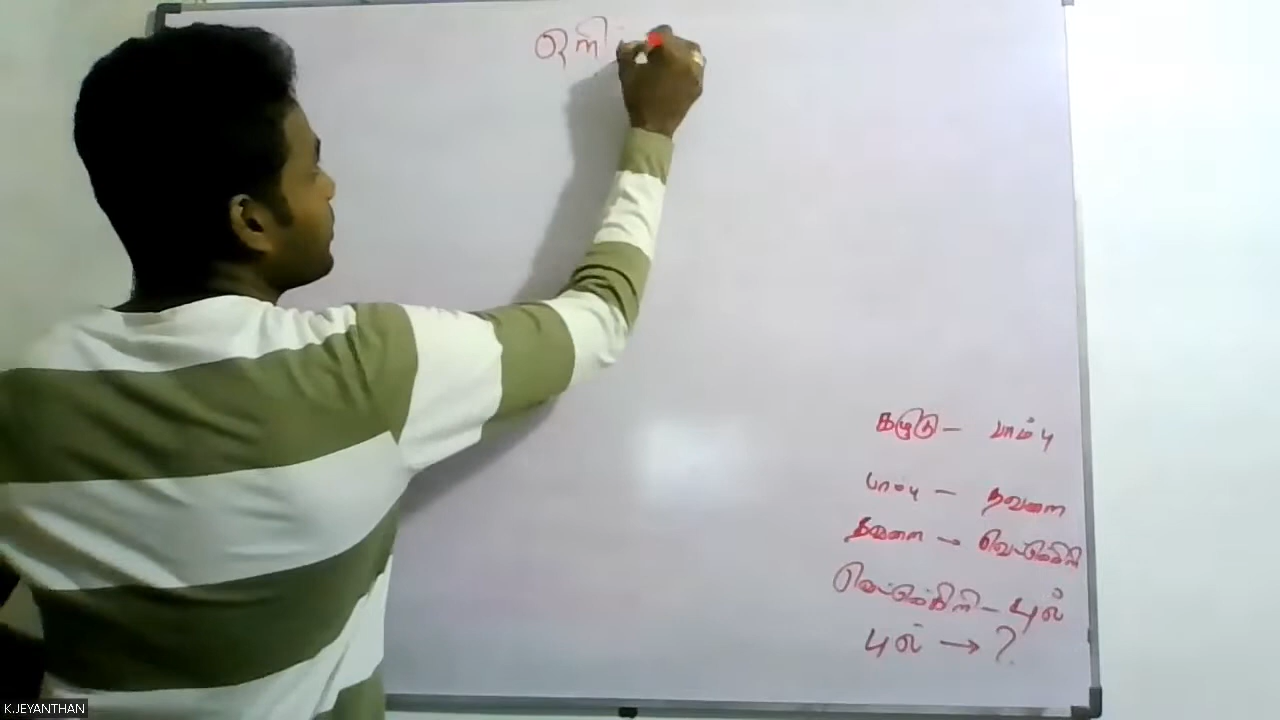 ஒளி
கழுகு – பாம்பு
பாம்பு – தவளை
தவளை → வெட்டுக்கிளி
வெட்டுக்கிளி – புல்
புல் → ?
K.JEYANTHAN